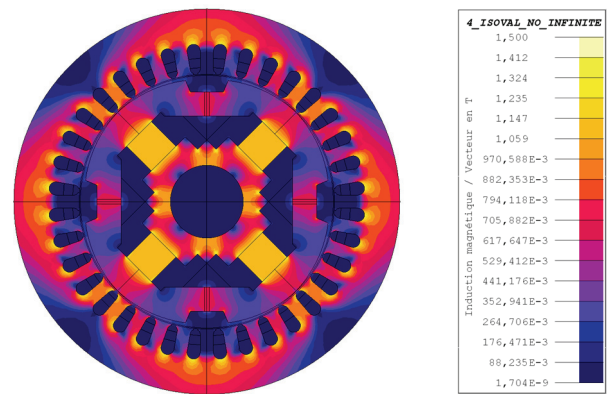 4_ISOVAL_NO_INFINITE
1,500
1,412
1,324
1,235
1,147
1,059
970,588E-3
882,353E-3
794,118E-3
705,882E-3
617,647E-3
529,412E-3
441,176E-3
352,941E-3
264,706E-3
176,471E-3
88,235E-3
1,704E-9
Induction magnétique / Vecteur en T